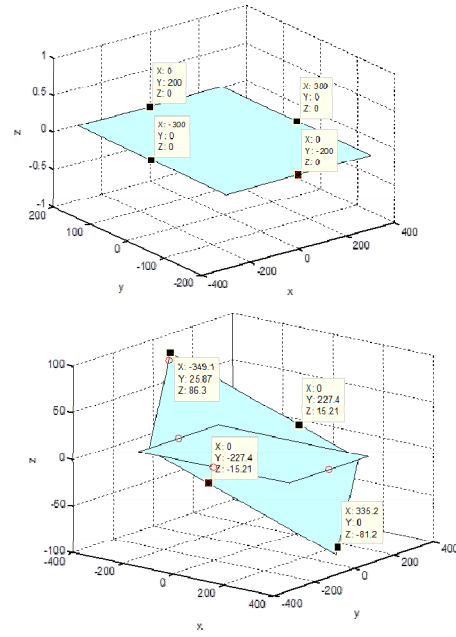 1
0.5
0
-0.5
-1
z
X: 0
Y: 200
Z: 0
X: 300
Y: 0
Z: 0
X: -300
Y: 0
Z: 0
X: 0
Y: -200
Z: 0
200
100
0
-100
-200
y
-400
-200
0
200
400
x
100
50
0
-50
-100
z
X: -349.1
Y: 25.87
Z: 86.3
X: 0
Y: 227.4
Z: 15.21
X: 0
Y: -227.4
Z: -15.21
X: 335.2
Y: 0
Z: -81.2
-400
-200
0
200
400
x
-400
-200
0
200
400
y